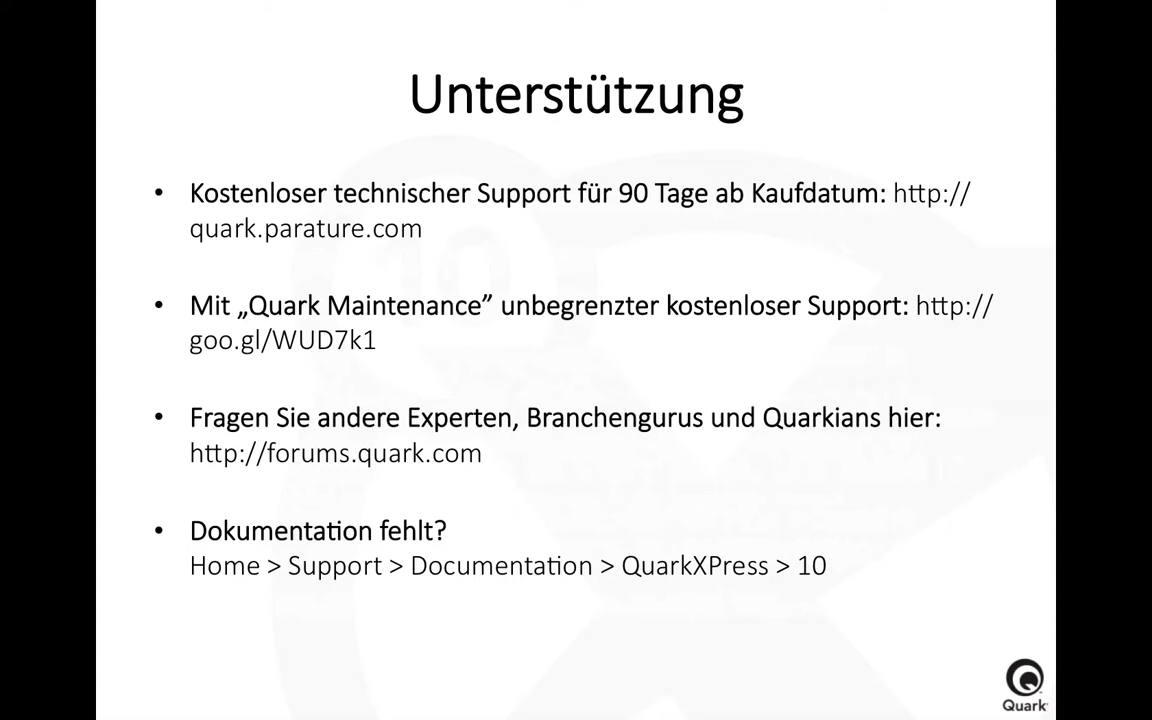 Unterstützung
• Kostenloser technischer Support für 90 Tage ab Kaufdatum: http://
quark.parature.com
• Mit „Quark Maintenance” unbegrenzter kostenloser Support: http://
goo.gl/WUD7k1
• Fragen Sie andere Experten, Branchengurus und Quarkians hier:
http://forums.quark.com
• Dokumentation fehlt?
Home > Support > Documentation > QuarkXPress > 10
10
Quark